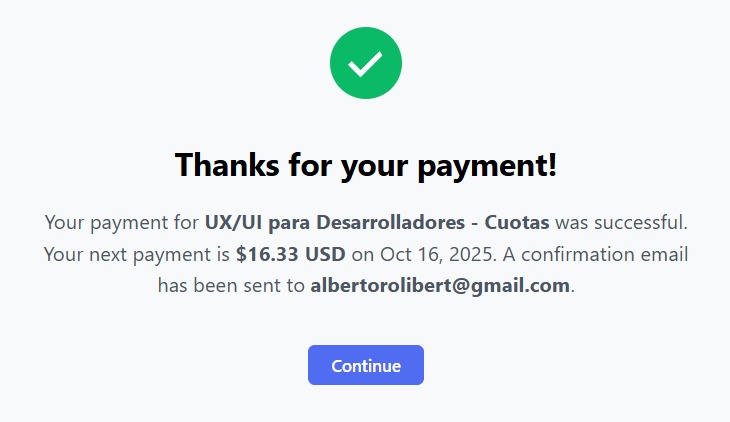 Thanks for your payment!
Your payment for UX/UI para Desarrolladores - Cuotas was successful.
Your next payment is $16.33 USD on Oct 16, 2025. A confirmation email
has been sent to albertorolibert@gmail.com.
Continue